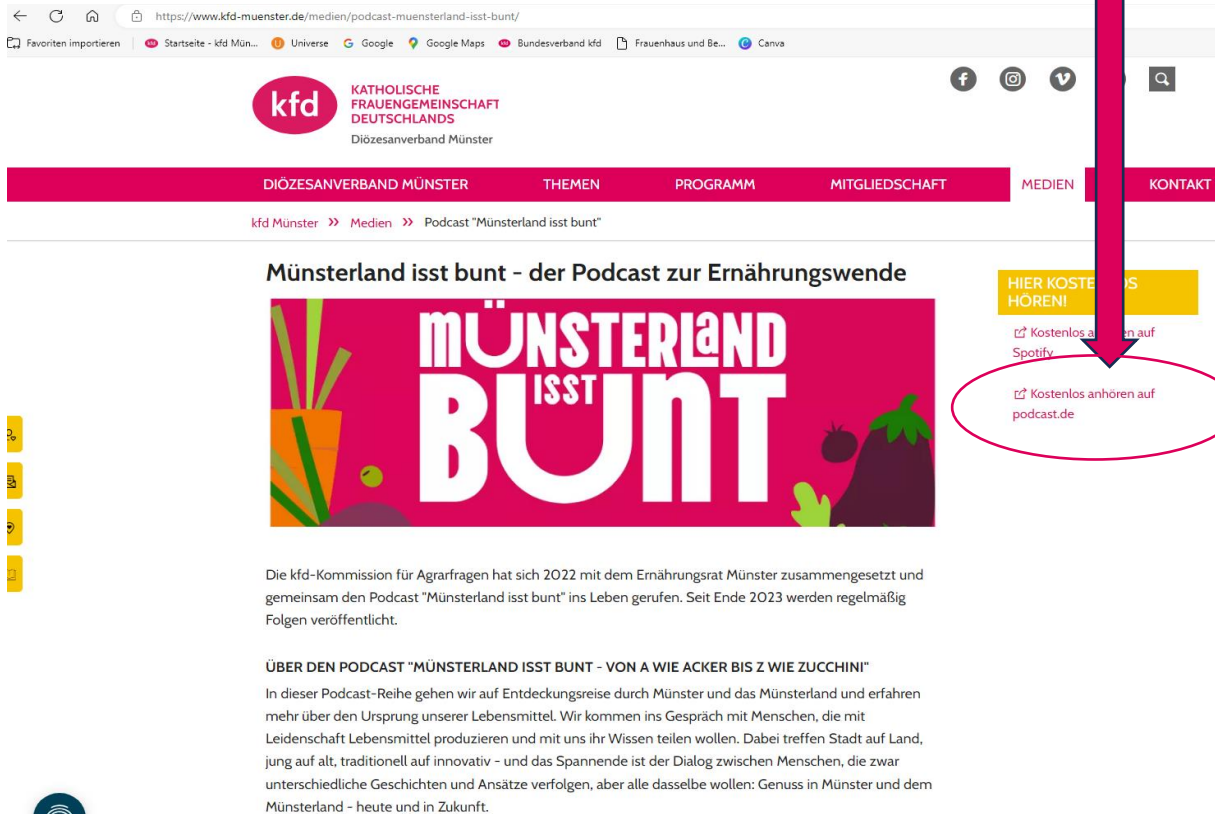 https://www.kfd-muenster.de/medien/podcast-muensterland-isst-bunt/
Favoriten importieren
Startseite - kfd Mün...
Universe
Google
Google Maps
Bundesverband kfd
Frauenhaus und Be...
Canva
kfd
KATHOLISCHE
FRAUENGEMEINSCHAFT
DEUTSCHLANDS
Diözesanverband Münster
DIÖZESANVERBAND MÜNSTER
THEMEN
PROGRAMM
MITGLIEDSCHAFT
MEDIEN
KONTAKT
kfd Münster » Medien » Podcast "Münsterland isst bunt"
Münsterland isst bunt - der Podcast zur Ernährungswende
MÜNSTERLAND
ISST
BUNT
HIER
HÖREN!
Kostenlos auf
Spotify
Kostenlos anhören auf
podcast.de
Die kfd-Kommission für Agrarfragen hat sich 2022 mit dem Ernährungsrat Münster zusammengesetzt und
gemeinsam den Podcast "Münsterland isst bunt" ins Leben gerufen. Seit Ende 2023 werden regelmäßig
Folgen veröffentlicht.
ÜBER DEN PODCAST "MÜNSTERLAND ISST BUNT - VON A WIE ACKER BIS Z WIE ZUCCHINI"
In dieser Podcast-Reihe gehen wir auf Entdeckungsreise durch Münster und das Münsterland und erfahren
mehr über den Ursprung unserer Lebensmittel. Wir kommen ins Gespräch mit Menschen, die mit
Leidenschaft Lebensmittel produzieren und mit uns ihr Wissen teilen wollen. Dabei treffen Stadt auf Land,
jung auf alt, traditionell auf innovativ - und das Spannende ist der Dialog zwischen Menschen, die zwar
unterschiedliche Geschichten und Ansätze verfolgen, aber alle dasselbe wollen: Genuss in Münster und dem
Münsterland - heute und in Zukunft.